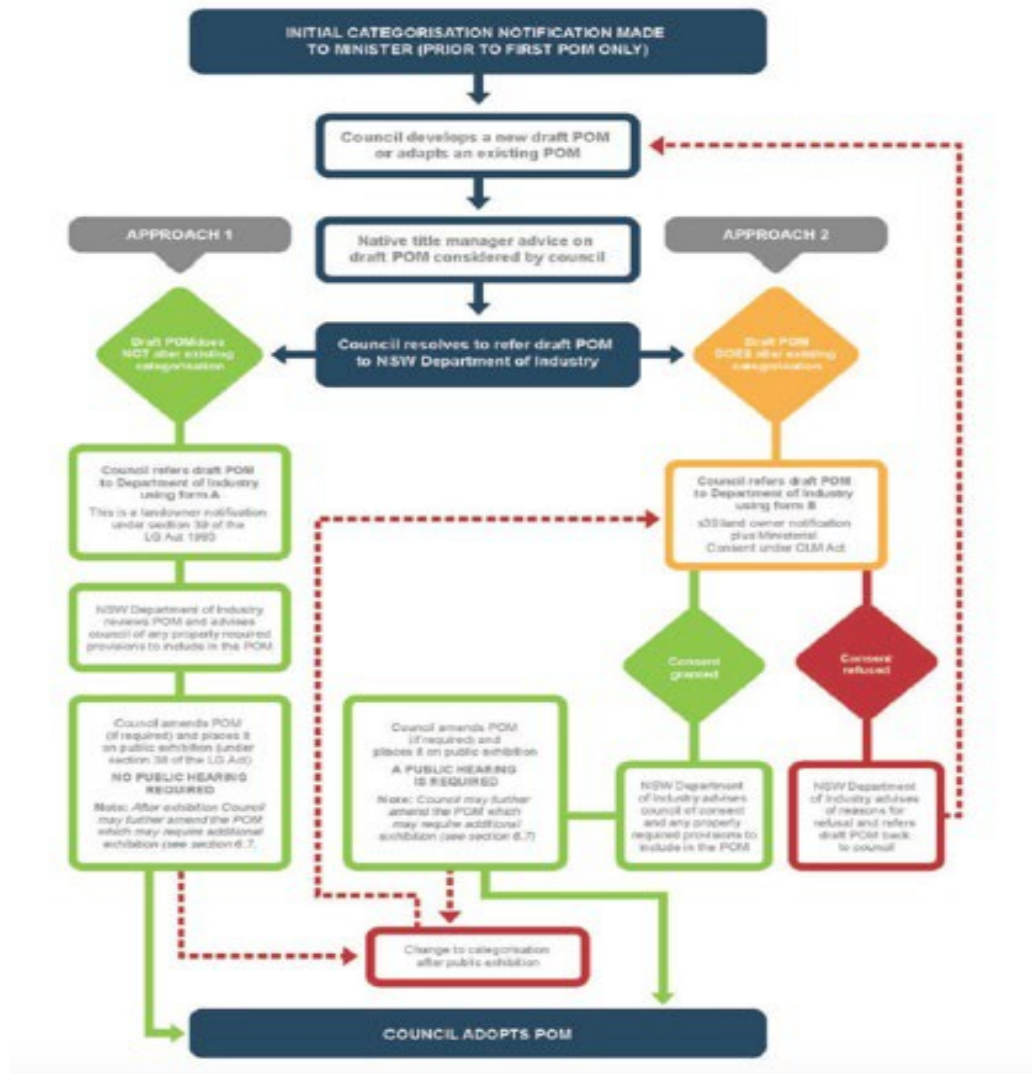 INITIAL CATEGORISATION NOTIFICATION MADE
TO MINISTER (PRIOR TO FIRST POM ONLY)
Council develops a new draft POM
or adapts an existing POM
APPROACH 1
Native title manager advice on
draft POM considered by council
APPROACH 2
Draft POM does
NOT alter existing
categorisation
Council resolves to refer draft POM
to NSW Department of Industry
Draft POM
DOES alter existing
categorisation
Council refers draft POM
to Department of Industry
using form A
This is a landowner notification
under section 39 of the
LG Act 1993
Council refers draft POM
to Department of Industry
using form B
s39 land owner notification
plus Ministerial
Consent under CLM Act
NSW Department of Industry
reviews POM and advises
council of any properly required
provisions to include in the POM
Consent
granted
Consent
refused
Council amends POM
(if required) and places it
on public exhibition (under
section 38 of the LG Act)
NO PUBLIC HEARING
REQUIRED
Note: After exhibition Council
may further amend the POM
which may require additional
exhibition (see section 6.7.
Council amends POM
(if required) and
places it on public exhibition
A PUBLIC HEARING
IS REQUIRED
Note: Council may further
amend the POM which
may require additional
exhibition (see section 6.7)
NSW Department
of Industry advises
council of consent
and any properly
required provisions to
include in the POM
NSW Department
of Industry advises
of reasons for
refusal and refers
draft POM back
to council
Change to categorisation
after public exhibition
COUNCIL ADOPTS POM